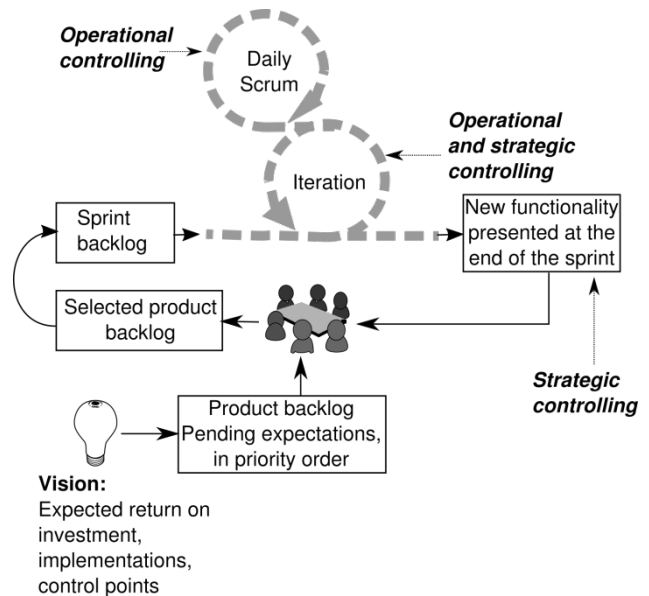 Operational
controlling
Daily
Scrum
Operational
and strategic
controlling
Iteration
Sprint
backlog
New functionality
presented at the
end of the sprint
Selected product
backlog
Strategic
controlling
Product backlog
Pending expectations,
in priority order
Vision:
Expected return on
investment,
implementations,
control points